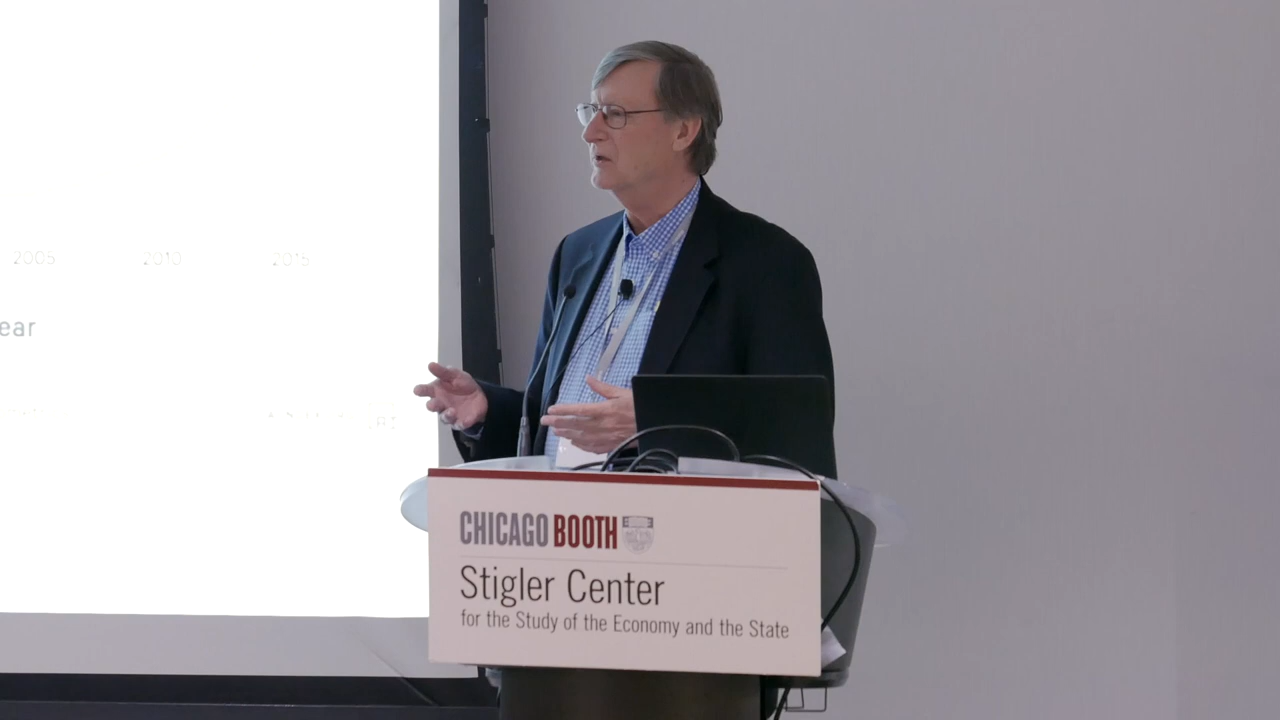 2005 2010 2015
ear
CHICAGO BOOTH
Stigler Center
for the Study of the Economy and the State